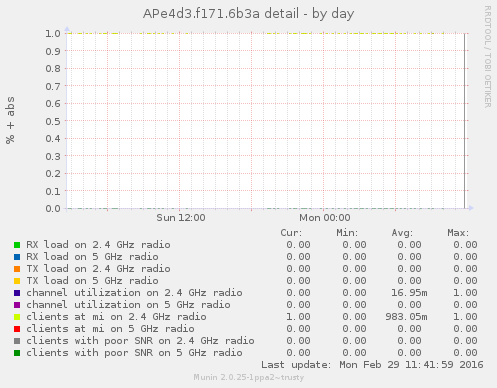 APe4d3.f171.6b3a detail - by day
RRDTOOL / TOBI OETIKER
% + abs
1.0
0.9
0.8
0.7
0.6
0.5
0.4
0.3
0.2
0.1
0.0
Sun 12:00 Mon 00:00
Cur: Min: Avg: Max:
RX load on 2.4 GHz radio 0.00 0.00 0.00 0.00
RX load on 5 GHz radio 0.00 0.00 0.00 0.00
TX load on 2.4 GHz radio 0.00 0.00 0.00 0.00
TX load on 5 GHz radio 0.00 0.00 0.00 0.00
channel utilization on 2.4 GHz radio 0.00 0.00 16.95m 1.00
channel utilization on 5 GHz radio 0.00 0.00 0.00 0.00
clients at mi on 2.4 GHz radio 1.00 0.00 983.05m 1.00
clients at mi on 5 GHz radio 0.00 0.00 0.00 0.00
clients with poor SNR on 2.4 GHz radio 0.00 0.00 0.00 0.00
clients with poor SNR on 5 GHz radio 0.00 0.00 0.00 0.00
Last update: Mon Feb 29 11:41:59 2016
Munin 2.0.25-1ppa2~trusty